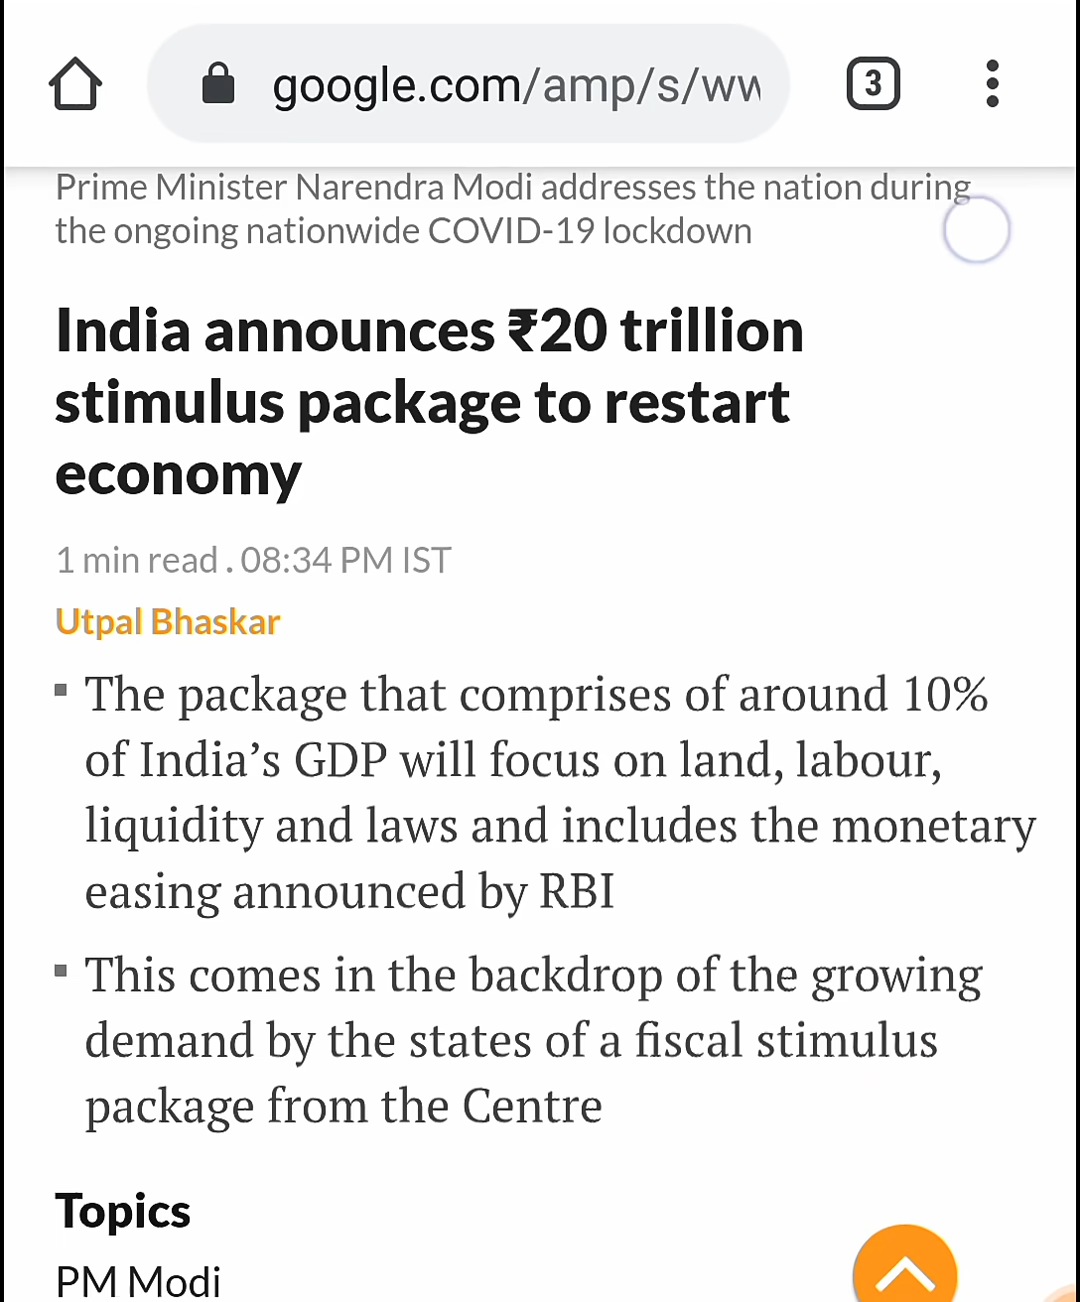 google.com/amp/s/ww
3
Prime Minister Narendra Modi addresses the nation during
the ongoing nationwide COVID-19 lockdown
India announces ₹20 trillion
stimulus package to restart
economy
1 min read . 08:34 PM IST
Utpal Bhaskar
▪ The package that comprises of around 10%
of India’s GDP will focus on land, labour,
liquidity and laws and includes the monetary
easing announced by RBI
▪ This comes in the backdrop of the growing
demand by the states of a fiscal stimulus
package from the Centre
Topics
PM Modi